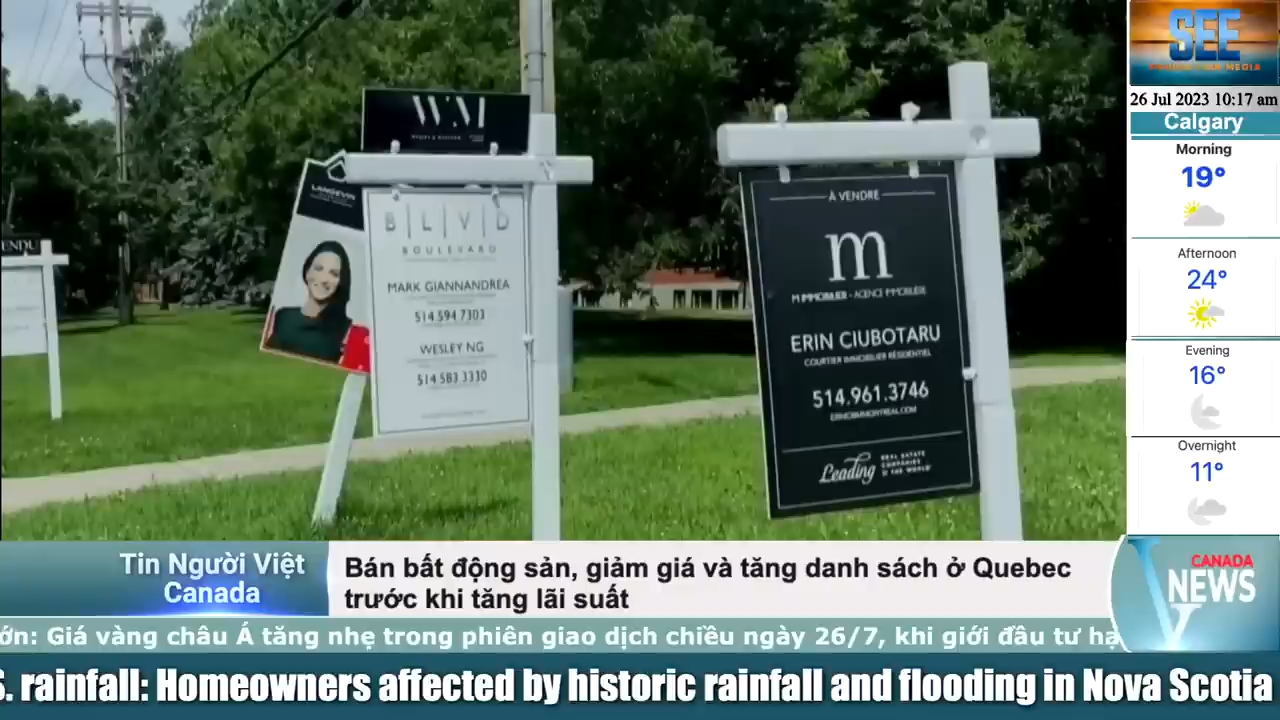 SEE
PRODUCTION MEDIA
26 Jul 2023 10:17 am
Calgary
Morning
19°
Afternoon
24°
Evening
16°
Overnight
11°
WM
LANGEVIN
B|L|V|D
BOULEVARD
MARK GIANNANDREA
514 594 7303
WESLEY NG
514 583 3330
À VENDRE
m
M IMMOBILIER - AGENCE IMMOBILIÈRE
ERIN CIUBOTARU
COURTIER IMMOBILIER RÉSIDENTIEL
514.961.3746
Leading REAL ESTATE
COMPANIES
OF THE WORLD
ENDU
Tin Người Việt
Canada
Bán bất động sản, giảm giá và tăng danh sách ở Quebec
trước khi tăng lãi suất
CANADA
V NEWS
ớn: Giá vàng châu Á tăng nhẹ trong phiên giao dịch chiều ngày 26/7, khi giới đầu tư hạ
S. rainfall: Homeowners affected by historic rainfall and flooding in Nova Scotia